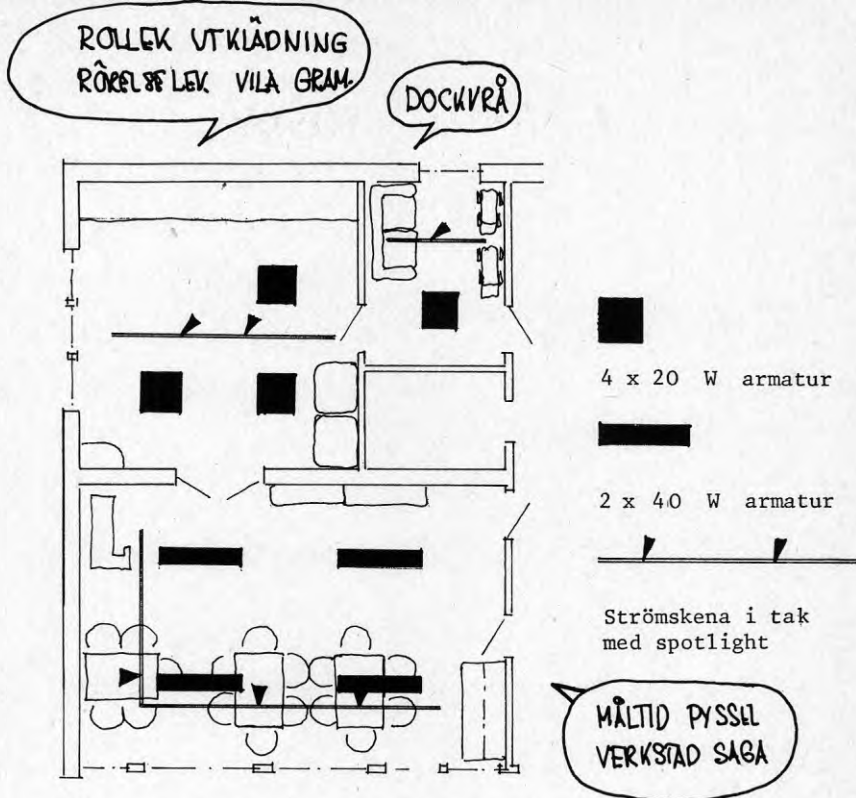 ROLLEK UTKLÄDNING
RÖRELSELEK VILA GRAM.
DOCKVRÅ
4 x 20 W armatur
2 x 40 W armatur
Strömskena i tak
med spotlight
MÅLTID PYSSEL
VERKSTAD SAGA